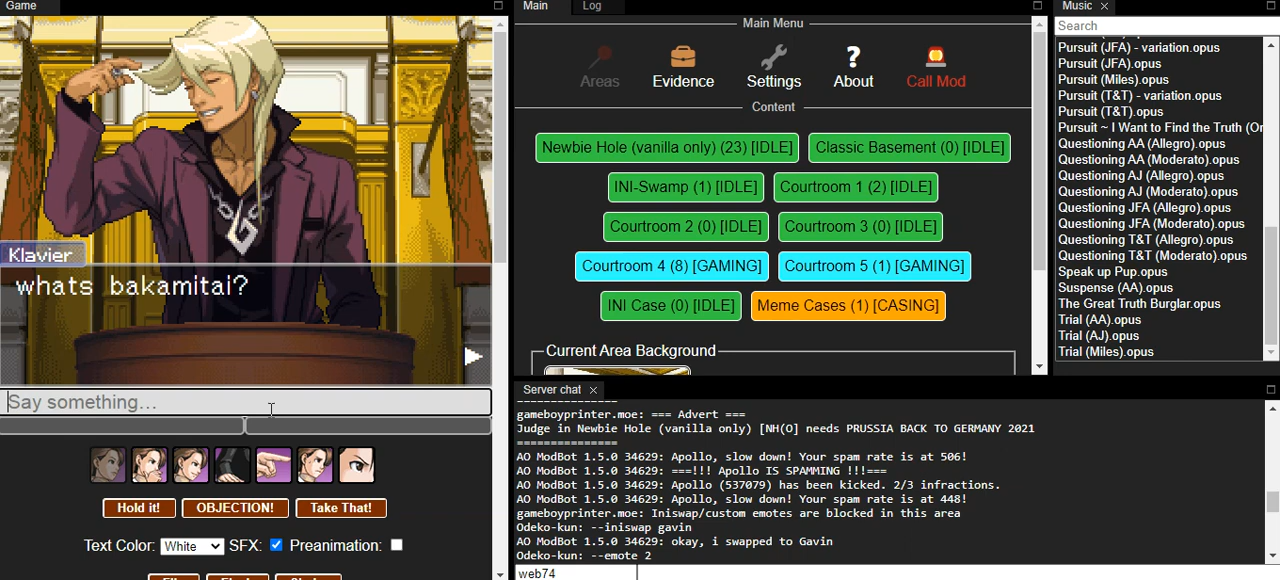 Game
Main
Log
Music
Klavier
whats bakamitai?
Say something...
Hold it!
OBJECTION!
Take That!
Text Color:
White
SFX:
Preanimation:
Main Menu
Areas
Evidence
Settings
About
Call Mod
Content
Newbie Hole (vanilla only) (23) [IDLE]
Classic Basement (0) [IDLE]
INI-Swamp (1) [IDLE]
Courtroom 1 (2) [IDLE]
Courtroom 2 (0) [IDLE]
Courtroom 3 (0) [IDLE]
Courtroom 4 (8) [GAMING]
Courtroom 5 (1) [GAMING]
INI Case (0) [IDLE]
Meme Cases (1) [CASING]
Current Area Background
Server chat
gameboyprinter.moe: === Advert ===
Judge in Newbie Hole (vanilla only) [NH(O] needs PRUSSIA BACK TO GERMANY 2021
===============
AO ModBot 1.5.0 34629: Apollo, slow down! Your spam rate is at 506!
AO ModBot 1.5.0 34629: ===!!! Apollo IS SPAMMING !!!===
AO ModBot 1.5.0 34629: Apollo (537079) has been kicked. 2/3 infractions.
AO ModBot 1.5.0 34629: Apollo, slow down! Your spam rate is at 448!
gameboyprinter.moe: Iniswap/custom emotes are blocked in this area
Odeko-kun: --iniswap gavin
AO ModBot 1.5.0 34629: okay, i swapped to Gavin
Odeko-kun: --emote 2
web74
Search
Pursuit (JFA) - variation.opus
Pursuit (JFA).opus
Pursuit (Miles).opus
Pursuit (T&T) - variation.opus
Pursuit (T&T).opus
Pursuit ~ I Want to Find the Truth (Or
Questioning AA (Allegro).opus
Questioning AA (Moderato).opus
Questioning AJ (Allegro).opus
Questioning AJ (Moderato).opus
Questioning JFA (Allegro).opus
Questioning JFA (Moderato).opus
Questioning T&T (Allegro).opus
Questioning T&T (Moderato).opus
Speak up Pup.opus
Suspense (AA).opus
The Great Truth Burglar.opus
Trial (AA).opus
Trial (AJ).opus
Trial (Miles).opus